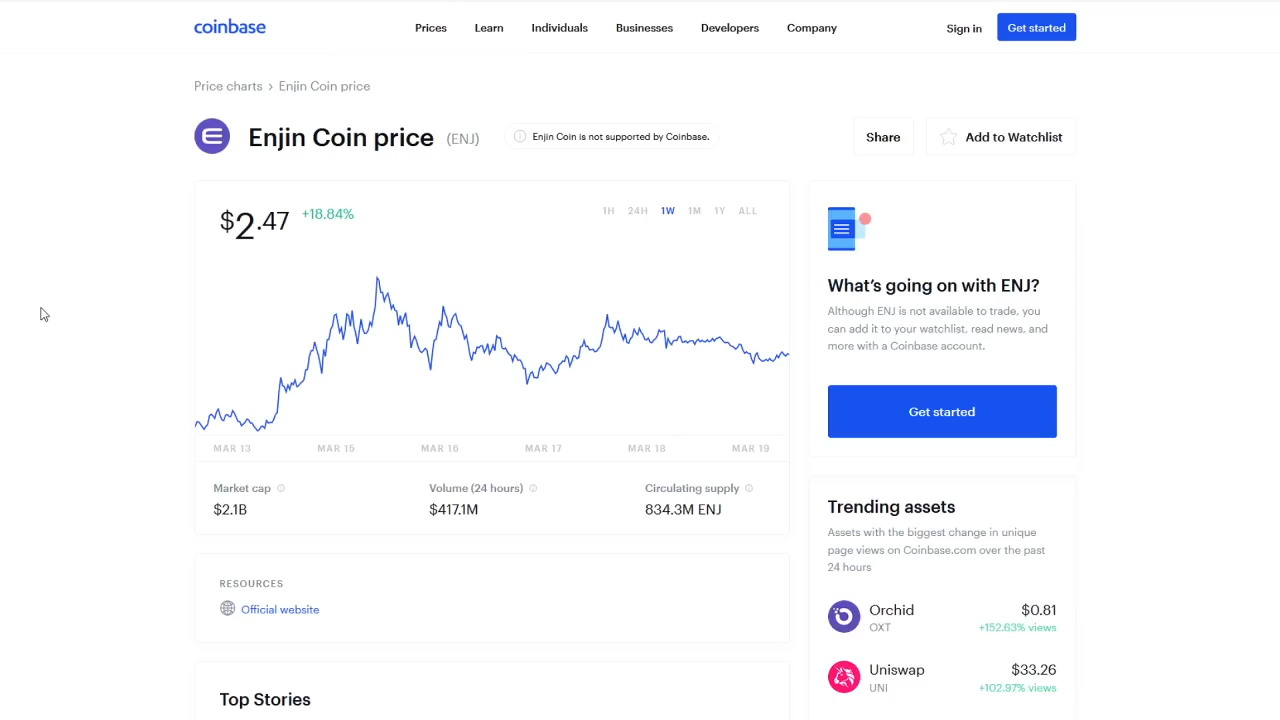 coinbase
Prices Learn Individuals Businesses Developers Company
Sign in Get started
Price charts › Enjin Coin price
Enjin Coin price (ENJ)
Enjin Coin is not supported by Coinbase.
Share
Add to Watchlist
$2.47 +18.84%
1H 24H 1W 1M 1Y ALL
MAR 13 MAR 15 MAR 16 MAR 17 MAR 18 MAR 19
Market cap Volume (24 hours) Circulating supply
$2.1B $417.1M 834.3M ENJ
RESOURCES
Official website
Top Stories
What's going on with ENJ?
Although ENJ is not available to trade, you
can add it to your watchlist, read news, and
more with a Coinbase account.
Get started
Trending assets
Assets with the biggest change in unique
page views on Coinbase.com over the past
24 hours
Orchid $0.81
OXT +152.63% views
Uniswap $33.26
UNI +102.97% views